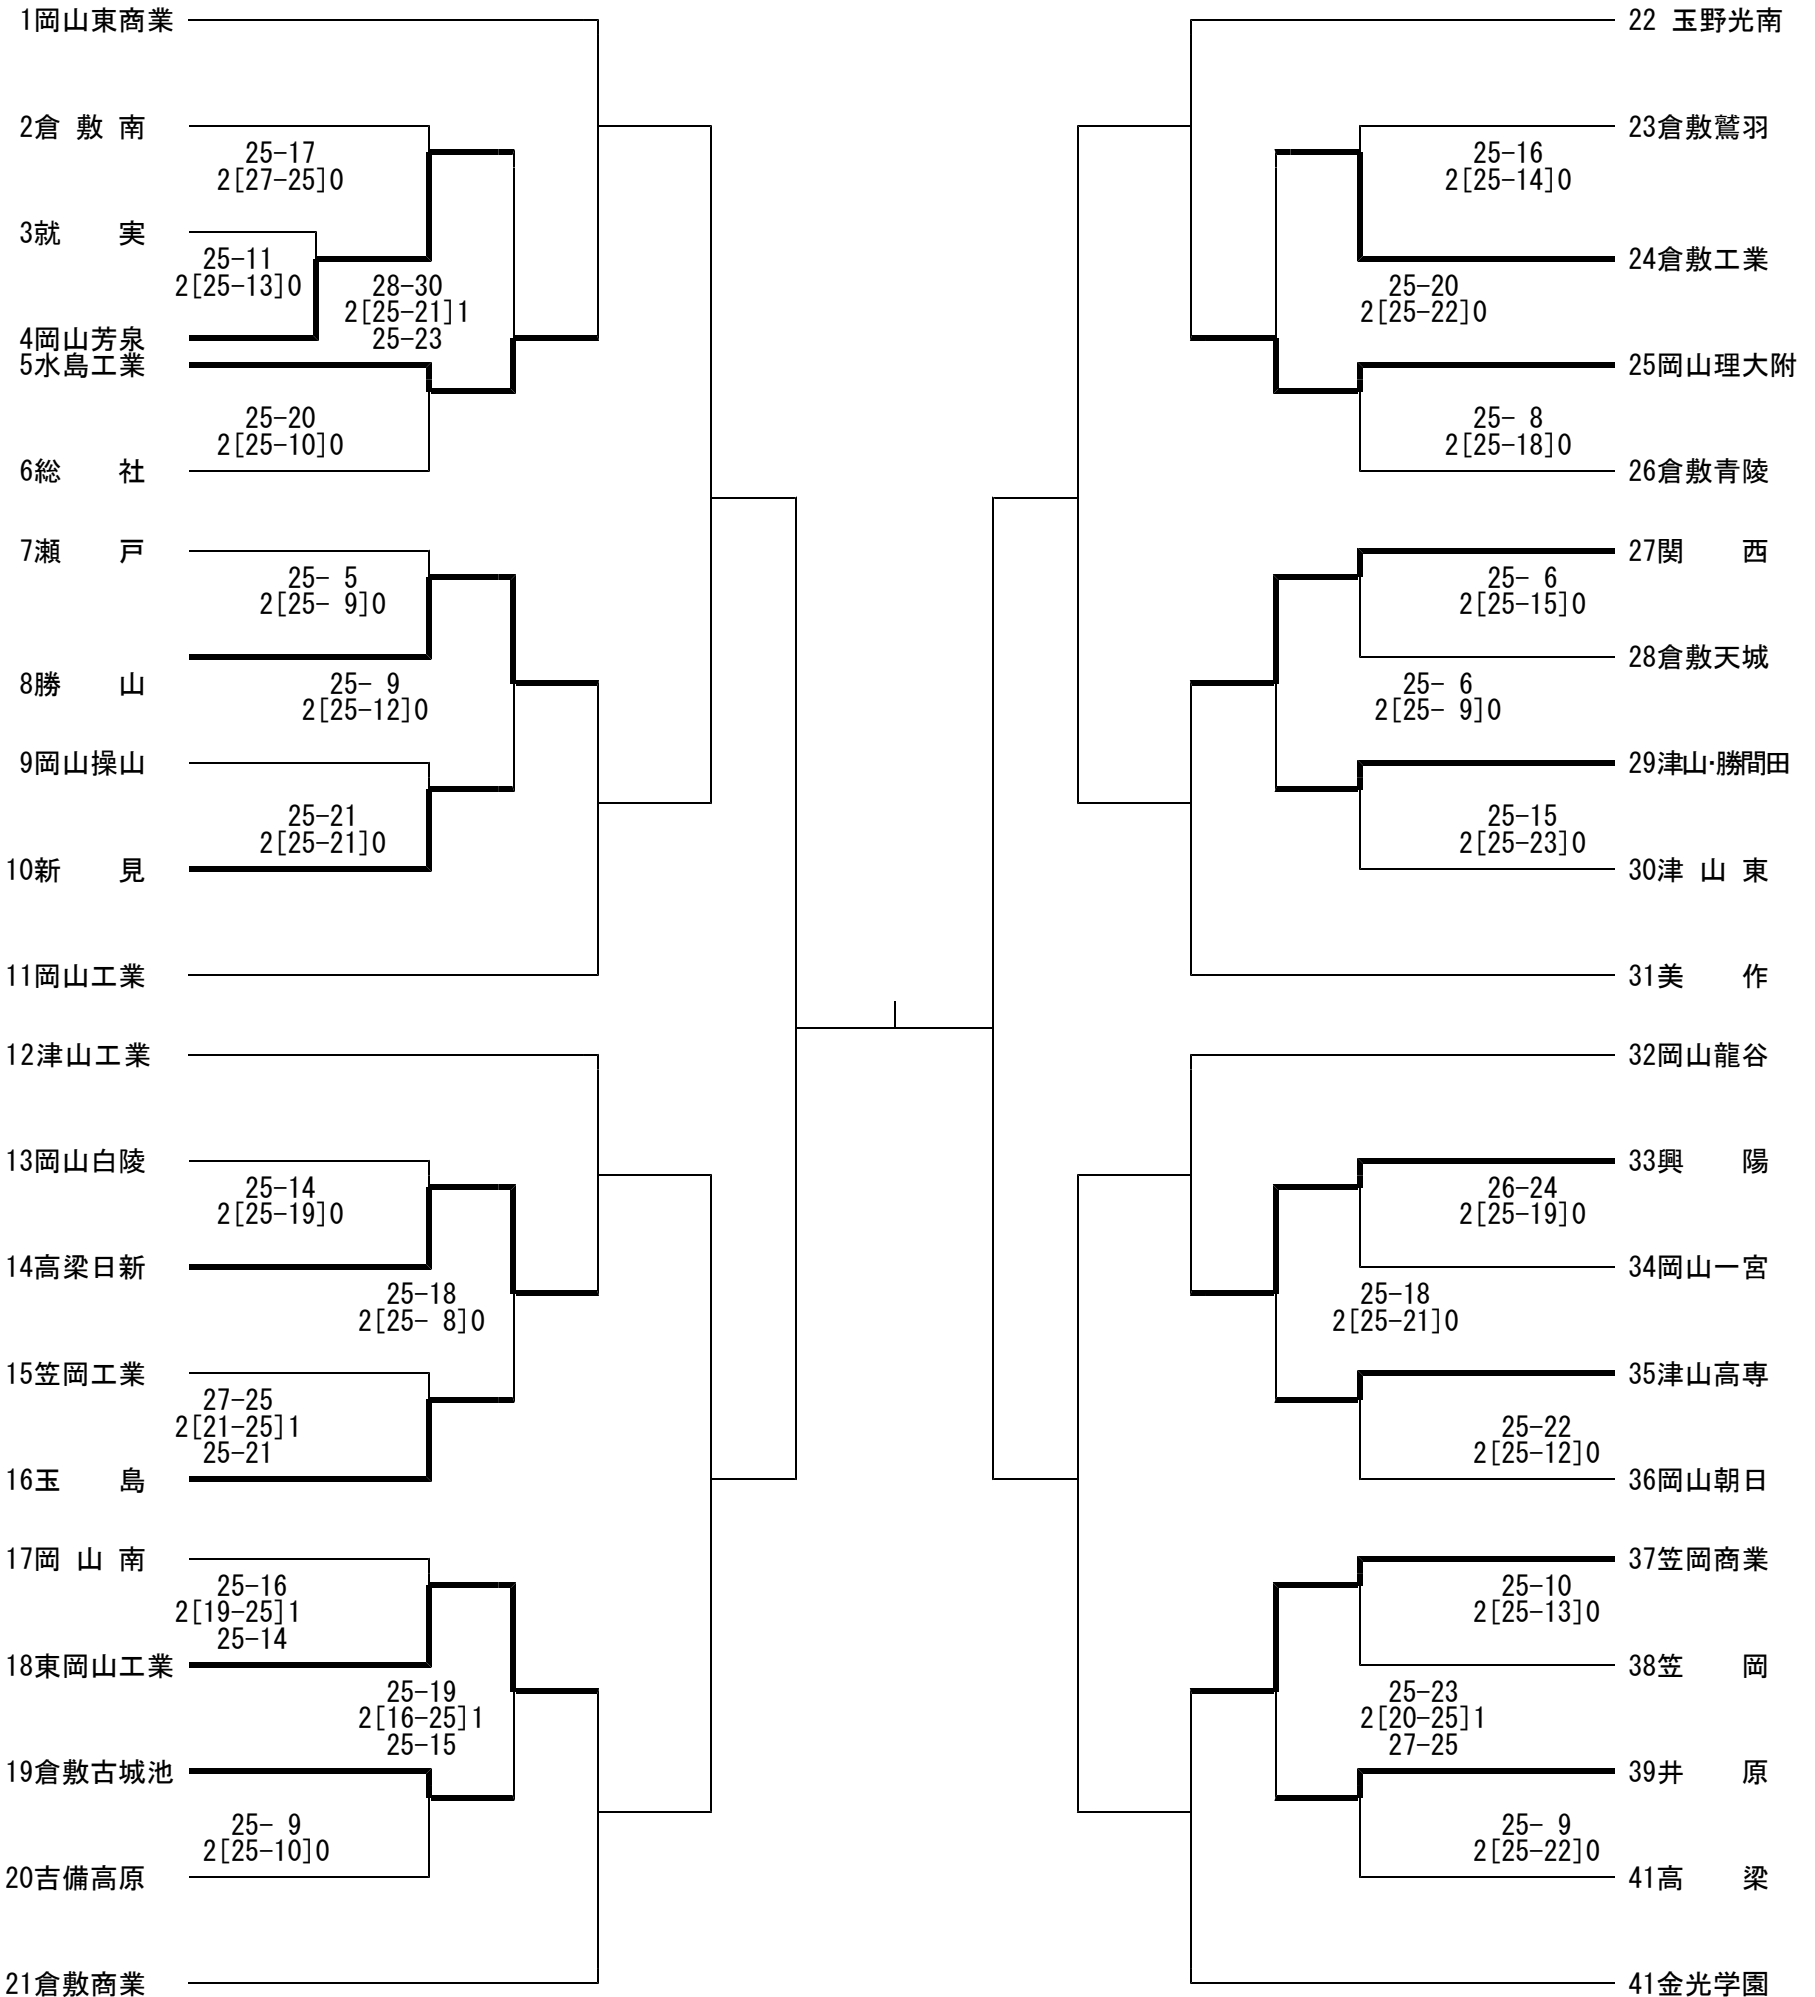 1岡山東商業
2倉 敷 南
25-17
2[27-25]0
3就 実
25-11
2[25-13]0
28-30
2[25-21]1
25-23
4岡山芳泉
5水島工業
25-20
2[25-10]0
6総 社
7瀬 戸
25- 5
2[25- 9]0
8勝 山
25- 9
2[25-12]0
9岡山操山
25-21
2[25-21]0
10新 見
11岡山工業
12津山工業
13岡山白陵
25-14
2[25-19]0
14高梁日新
25-18
2[25- 8]0
15笠岡工業
27-25
2[21-25]1
25-21
16玉 島
17岡 山 南
25-16
2[19-25]1
25-14
18東岡山工業
25-19
2[16-25]1
25-15
19倉敷古城池
25- 9
2[25-10]0
20吉備高原
21倉敷商業
22 玉野光南
23倉敷鷲羽
25-16
2[25-14]0
24倉敷工業
25-20
2[25-22]0
25岡山理大附
25- 8
2[25-18]0
26倉敷青陵
27関 西
25- 6
2[25-15]0
28倉敷天城
25- 6
2[25- 9]0
29津山・勝間田
25-15
2[25-23]0
30津 山 東
31美 作
32岡山龍谷
33興 陽
26-24
2[25-19]0
34岡山一宮
25-18
2[25-21]0
35津山高専
25-22
2[25-12]0
36岡山朝日
37笠岡商業
25-10
2[25-13]0
38笠 岡
25-23
2[20-25]1
27-25
39井 原
25- 9
2[25-22]0
41高 梁
41金光学園